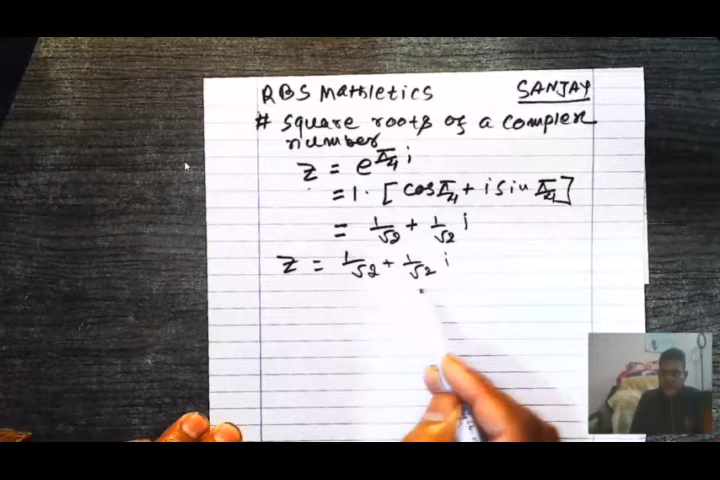 RBS Mathletics SANJAY
# square roots of a complex
number
z = e^{π/4 i}
= 1. [cos π/4 + i sin π/4]
= 1/√2 + 1/√2 i
z = 1/√2 + 1/√2 i